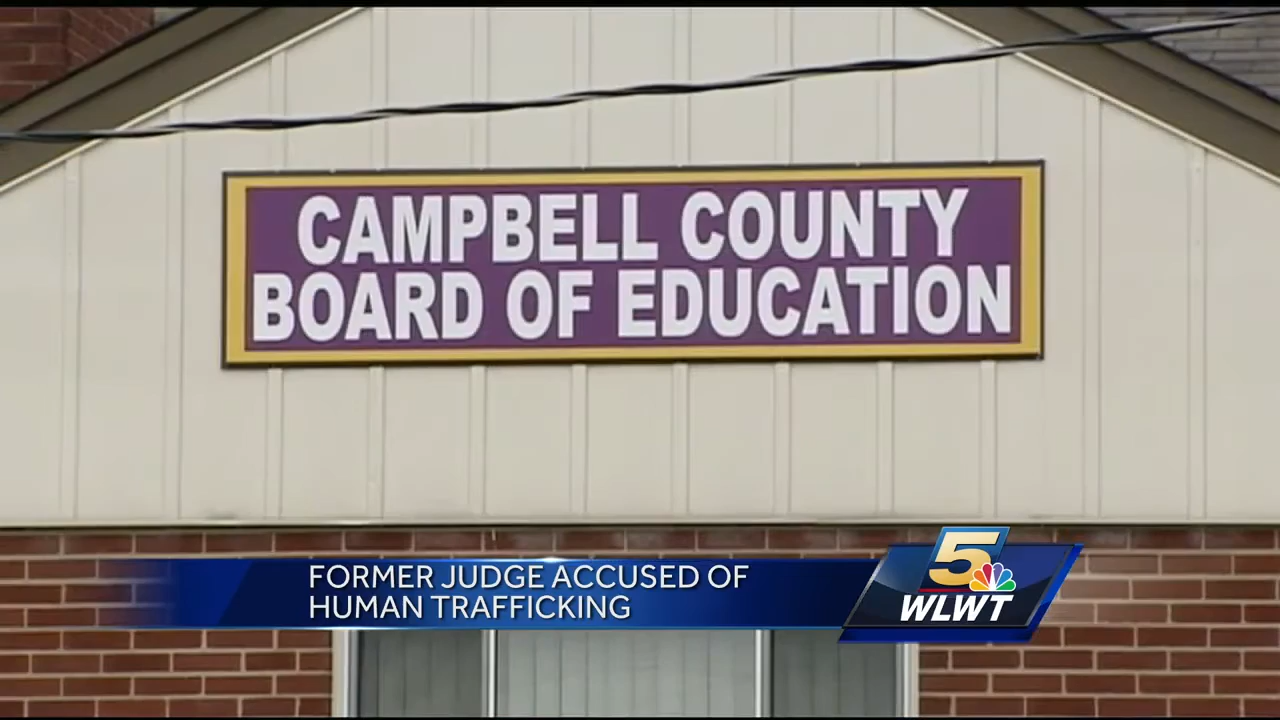 CAMPBELL COUNTY
BOARD OF EDUCATION
FORMER JUDGE ACCUSED OF
HUMAN TRAFFICKING
5
WLWT